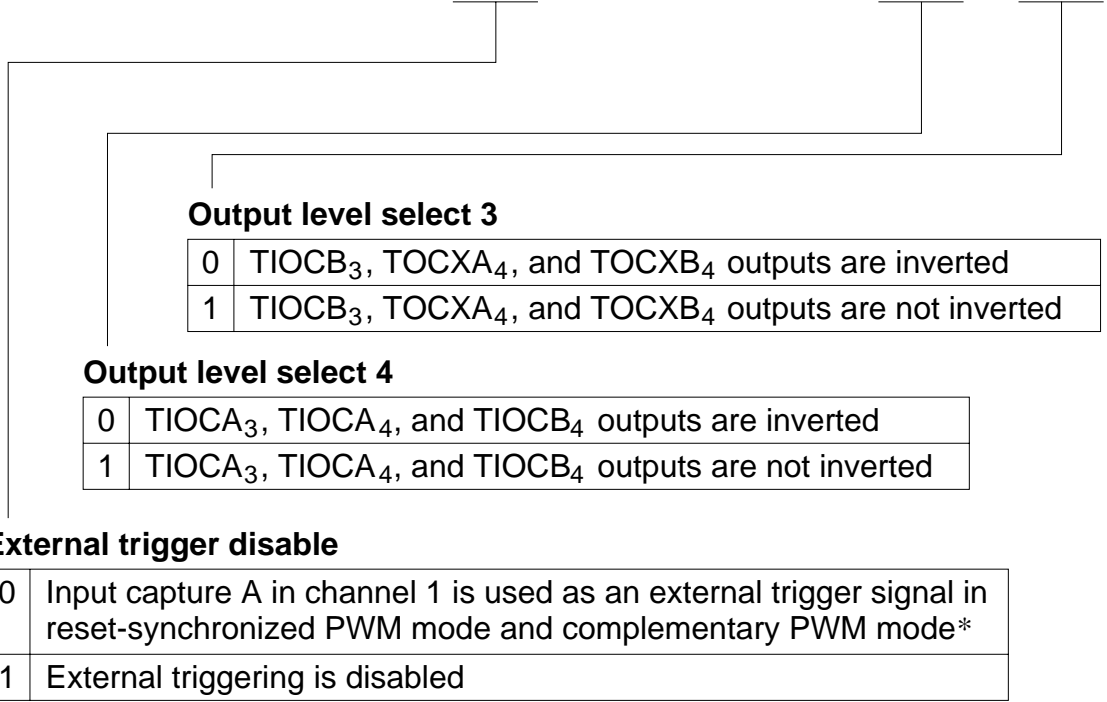 Output level select 3
0 TIOCB3, TOCXA4, and TOCXB4 outputs are inverted
1 TIOCB3, TOCXA4, and TOCXB4 outputs are not inverted
Output level select 4
0 TIOCA3, TIOCA4, and TIOCB4 outputs are inverted
1 TIOCA3, TIOCA4, and TIOCB4 outputs are not inverted
External trigger disable
0 Input capture A in channel 1 is used as an external trigger signal in
reset-synchronized PWM mode and complementary PWM mode*
1 External triggering is disabled